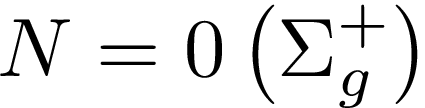 N = 0 (Σ_g^+)